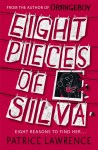 FROM THE AUTHOR OF ORANGEBOY
EIGHT PIECES
OF
SILVA
EIGHT REASONS TO FIND HER...
PATRICE LAWRENCE